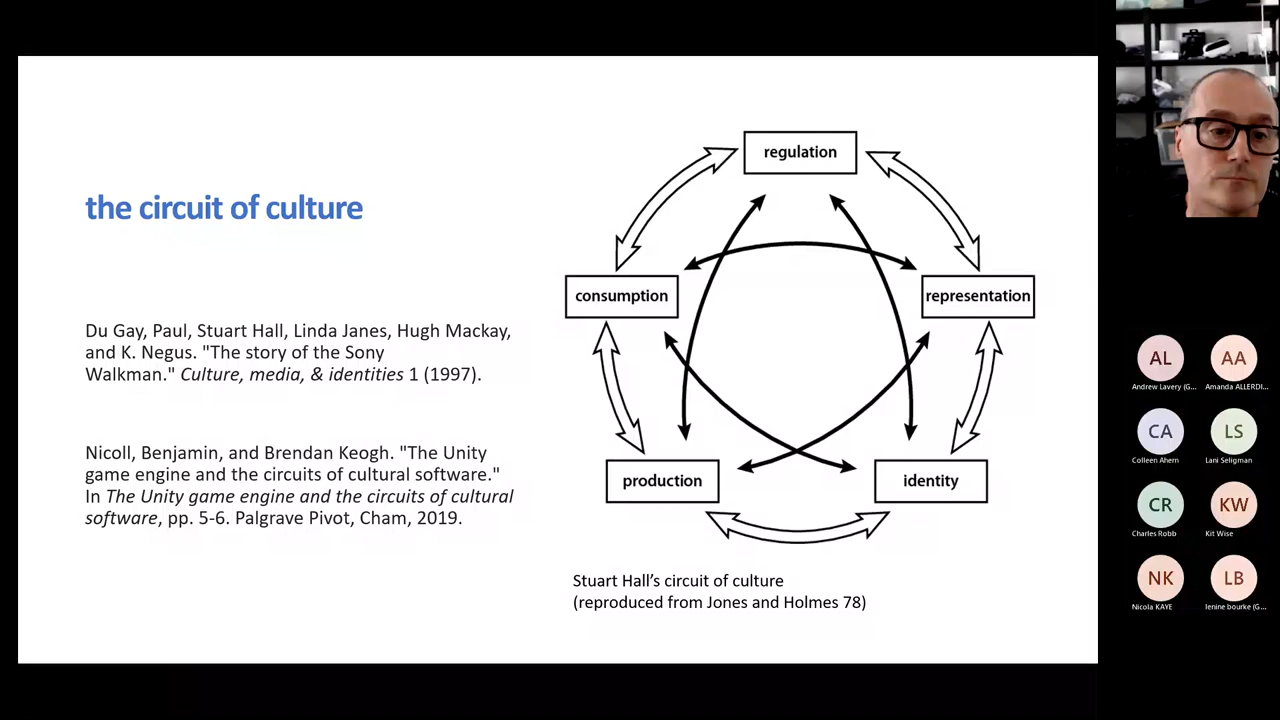 the circuit of culture
Du Gay, Paul, Stuart Hall, Linda Janes, Hugh Mackay,
and K. Negus. "The story of the Sony
Walkman." Culture, media, & identities 1 (1997).
Nicoll, Benjamin, and Brendan Keogh. "The Unity
game engine and the circuits of cultural software."
In The Unity game engine and the circuits of cultural
software, pp. 5-6. Palgrave Pivot, Cham, 2019.
regulation
consumption
representation
production
identity
Stuart Hall’s circuit of culture
(reproduced from Jones and Holmes 78)
AL
AA
Andrew Lavery (G...
Amanda ALLERDI...
CA
LS
Colleen Ahern
Lani Seligman
CR
KW
Charles Robb
Kit Wise
NK
LB
Nicola KAYE
lenine bourke (G...